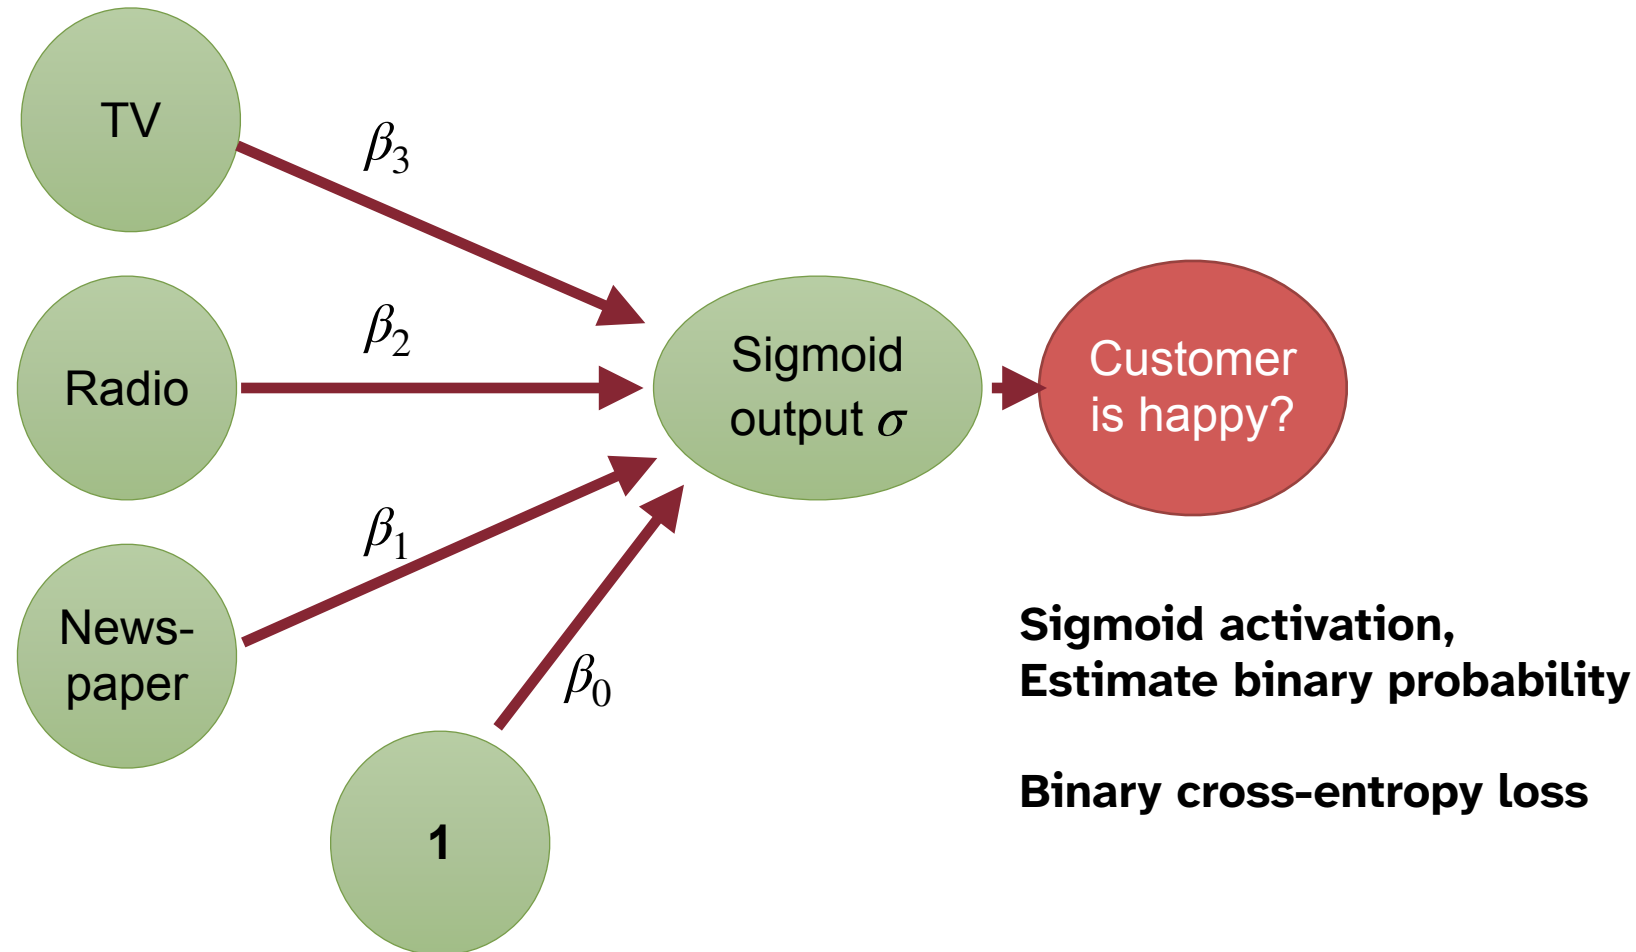 TV
β3
Radio
β2
Sigmoid
output σ
Customer
is happy?
News-
paper
β1
β0
1
Sigmoid activation,
Estimate binary probability
Binary cross-entropy loss